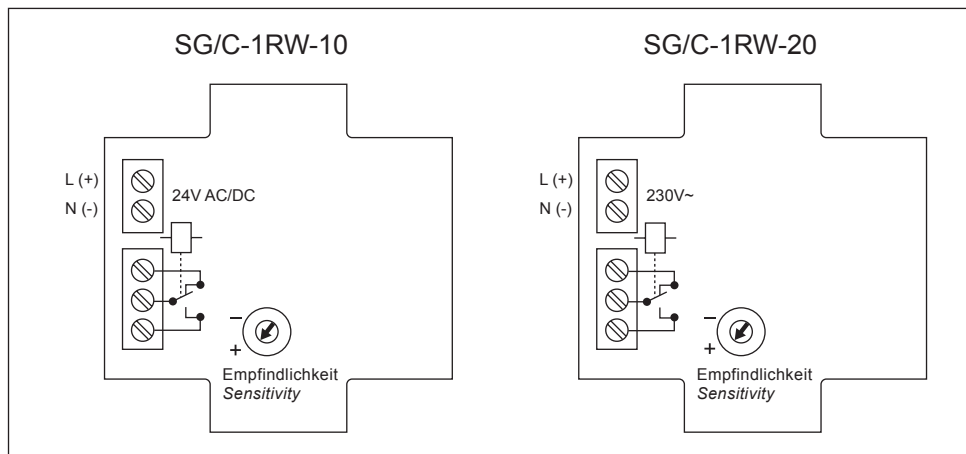 SG/C-1RW-10
L (+)
24V AC/DC
N (-)
–
+
Empfindlichkeit
Sensitivity
SG/C-1RW-20
L (+)
230V~
N (-)
–
+
Empfindlichkeit
Sensitivity